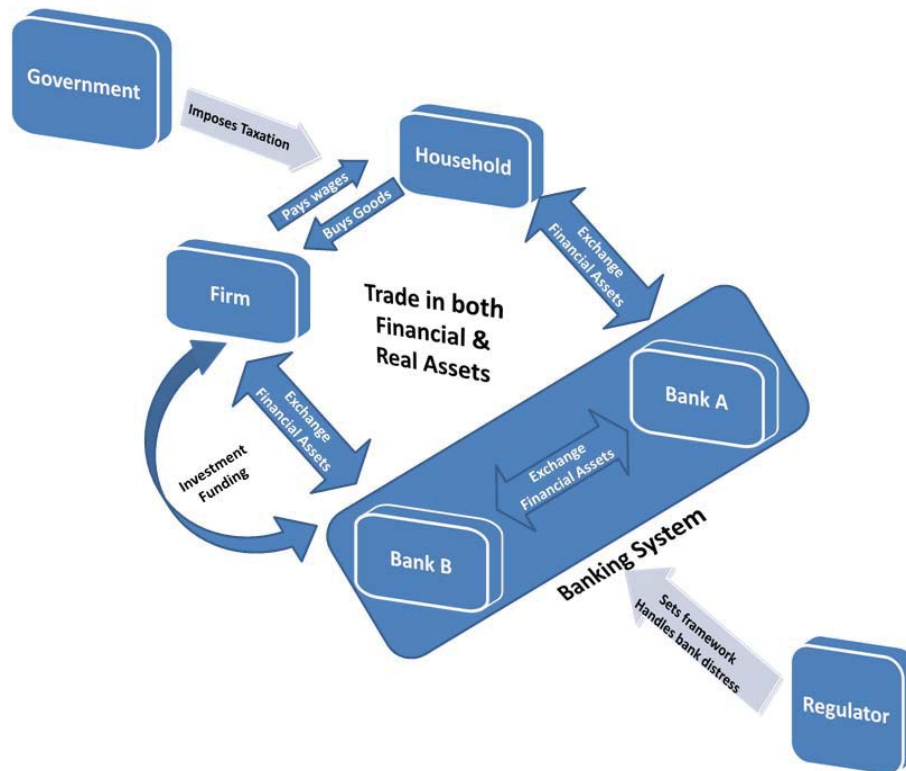 Government
Imposes Taxation
Household
Pays wages
Buys Goods
Exchange
Financial Assets
Firm
Trade in both
Financial &
Real Assets
Bank A
Exchange
Financial Assets
Investment
Funding
Exchange
Financial Assets
Bank B
Banking System
Sets framework
Handles bank distress
Regulator